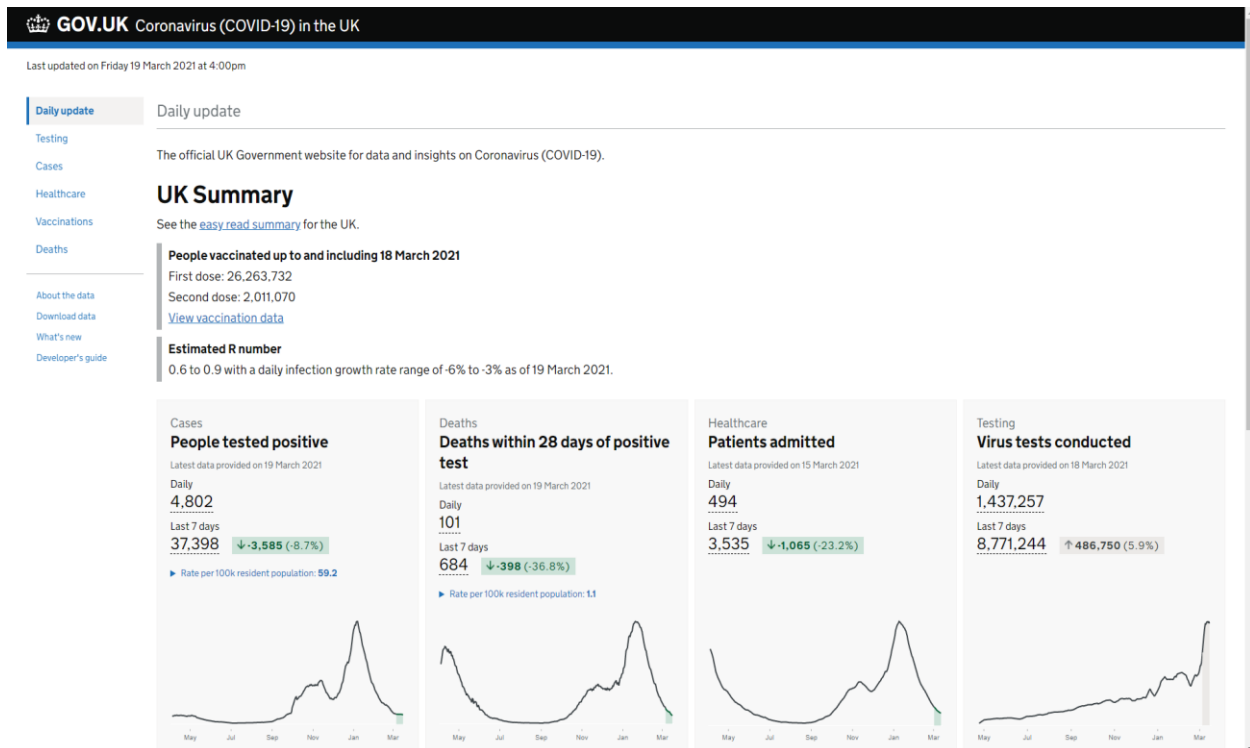 GOV.UK Coronavirus (COVID-19) in the UK
Last updated on Friday 19 March 2021 at 4:00pm
Daily update
Testing
Cases
Healthcare
Vaccinations
Deaths
About the data
Download data
What's new
Developer's guide
Daily update
The official UK Government website for data and insights on Coronavirus (COVID-19).
UK Summary
See the easy read summary for the UK.
People vaccinated up to and including 18 March 2021
First dose: 26,263,732
Second dose: 2,011,070
View vaccination data
Estimated R number
0.6 to 0.9 with a daily infection growth rate range of -6% to -3% as of 19 March 2021.
Cases
People tested positive
Latest data provided on 19 March 2021
Daily
4,802
Last 7 days
37,398 ↓-3,585 (-8.7%)
▶ Rate per 100k resident population: 59.2
May Jul Sep Nov Jan Mar
Deaths
Deaths within 28 days of positive
test
Latest data provided on 19 March 2021
Daily
101
Last 7 days
684 ↓-398 (-36.8%)
▶ Rate per 100k resident population: 1.1
May Jul Sep Nov Jan Mar
Healthcare
Patients admitted
Latest data provided on 15 March 2021
Daily
494
Last 7 days
3,535 ↓-1,065 (-23.2%)
May Jul Sep Nov Jan Mar
Testing
Virus tests conducted
Latest data provided on 18 March 2021
Daily
1,437,257
Last 7 days
8,771,244 ↑486,750 (5.9%)
May Jul Sep Nov Jan Mar